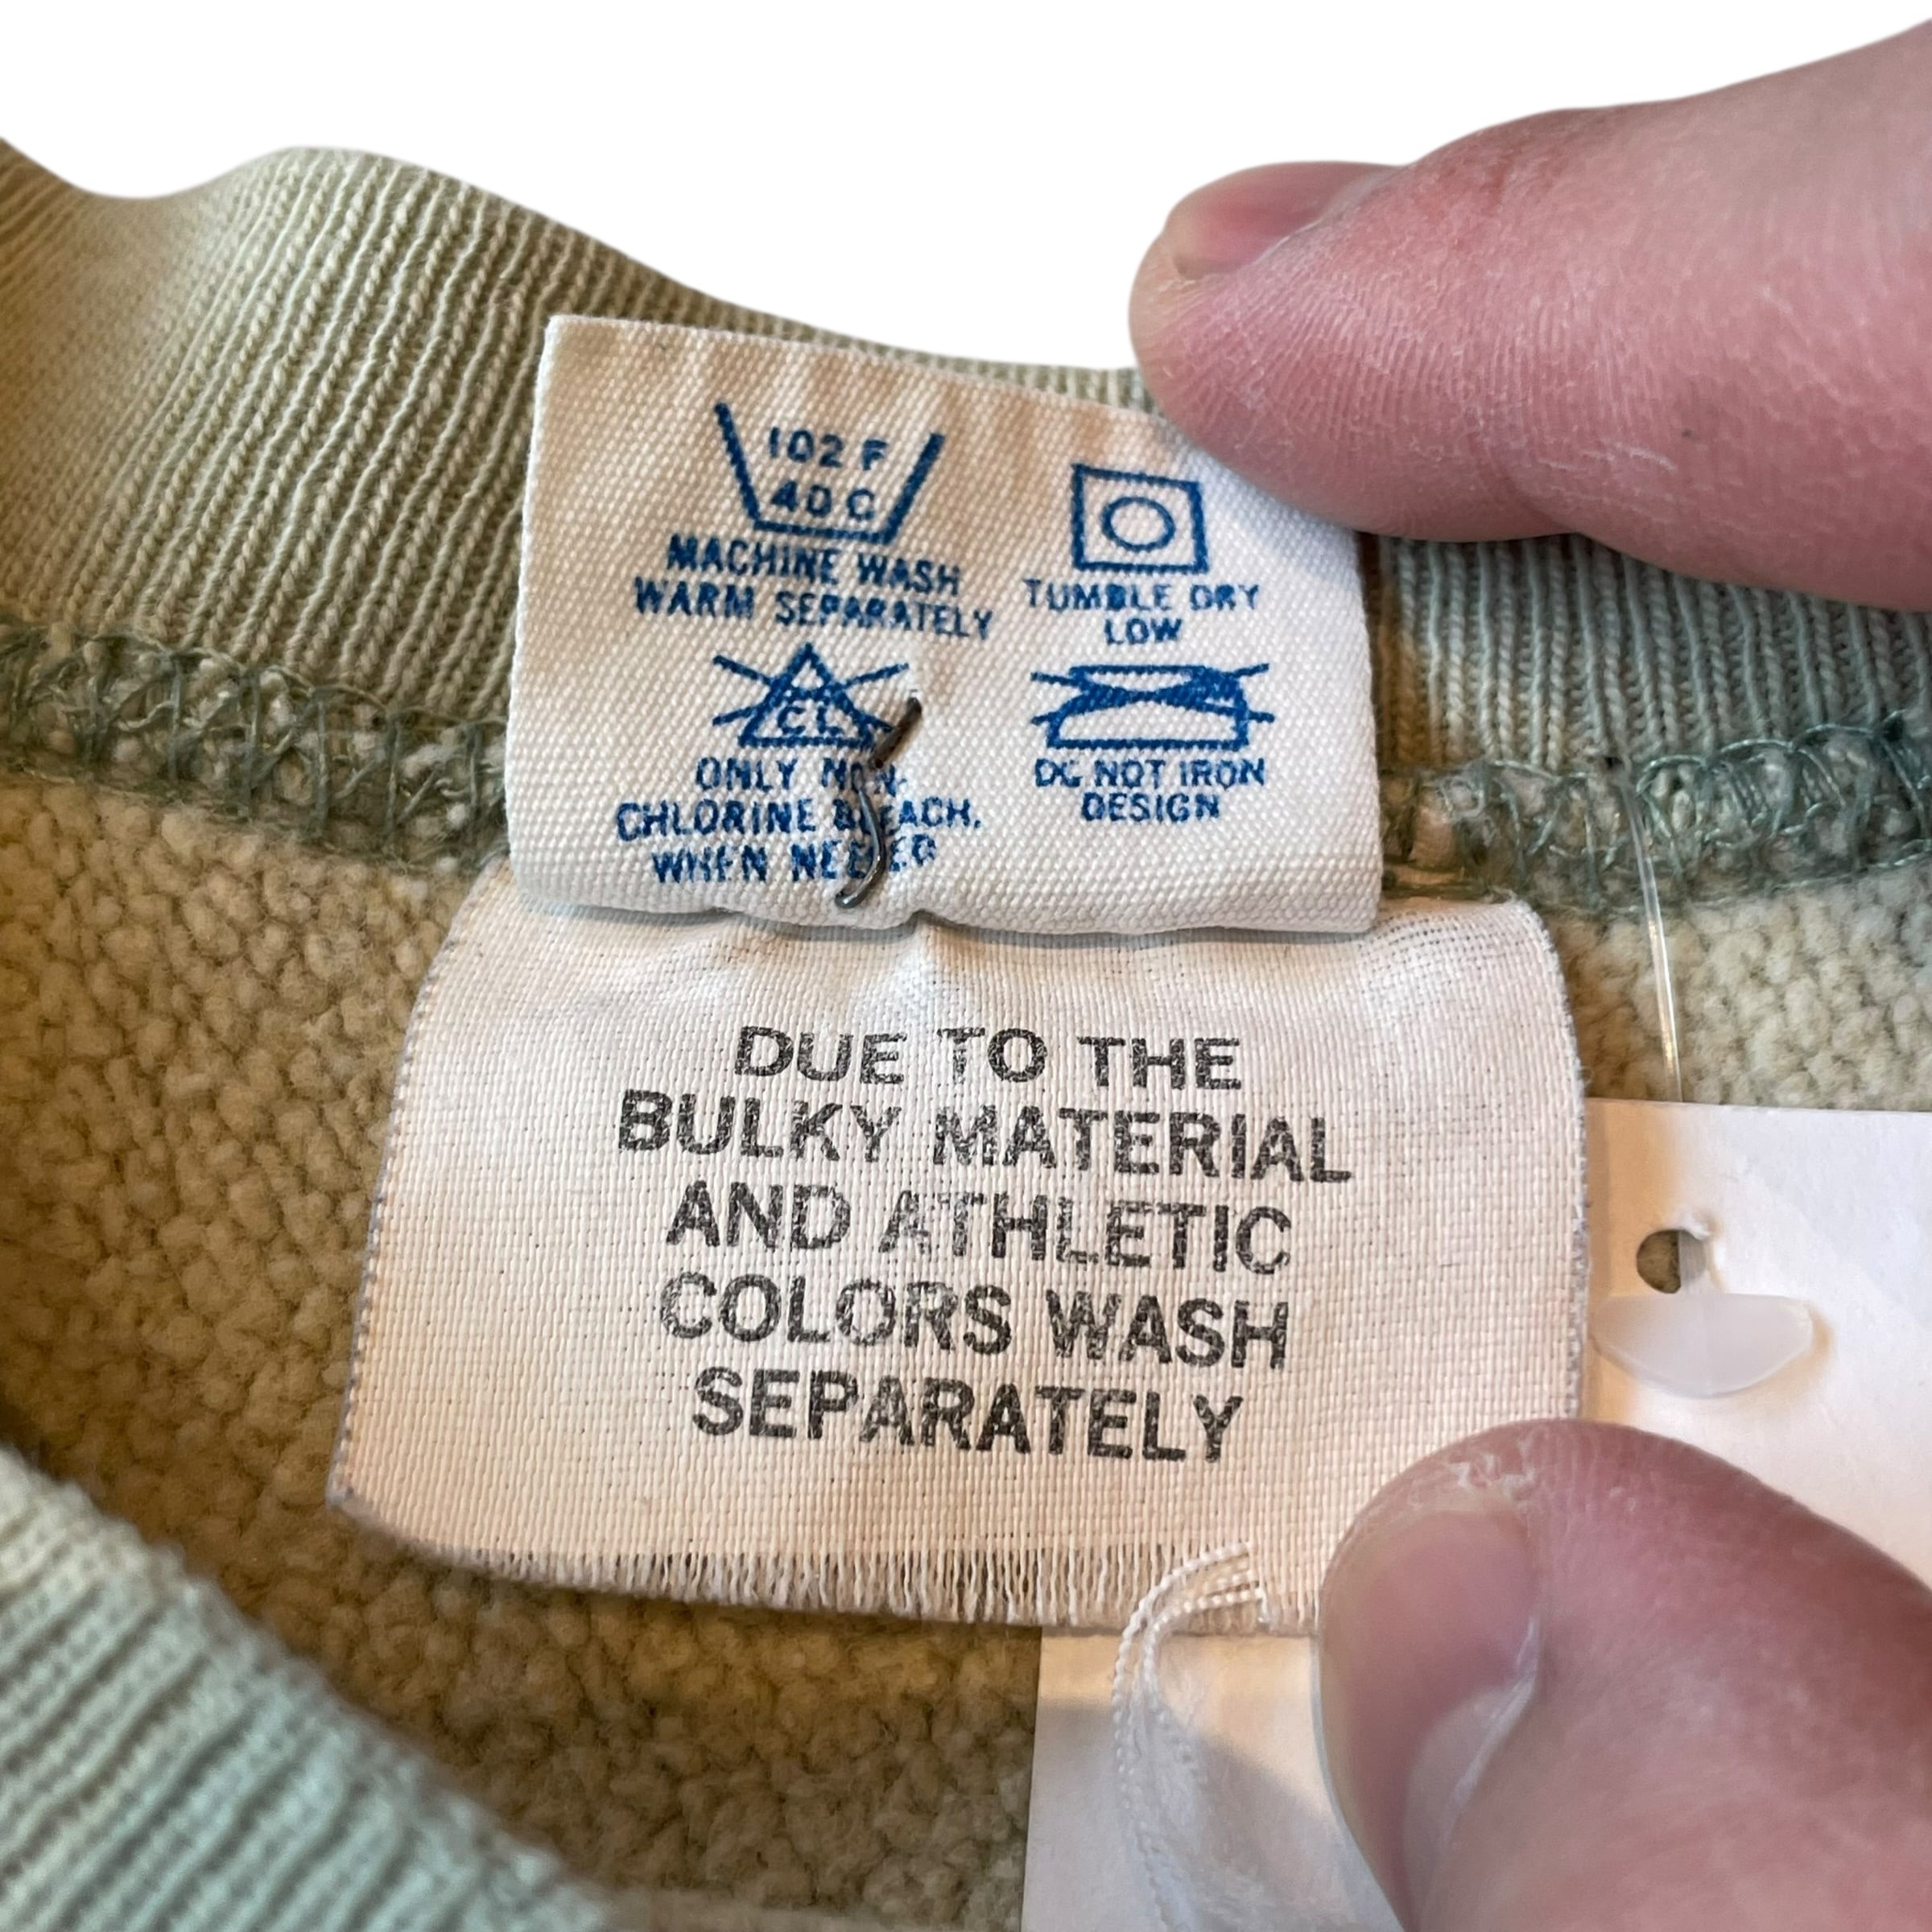 102 F
40 C
MACHINE WASH
WARM SEPARATELY
TUMBLE DRY
LOW
CL
ONLY NON-
CHLORINE BLEACH,
WHEN NEEDED
DO NOT IRON
DESIGN
DUE TO THE
BULKY MATERIAL
AND ATHLETIC
COLORS WASH
SEPARATELY